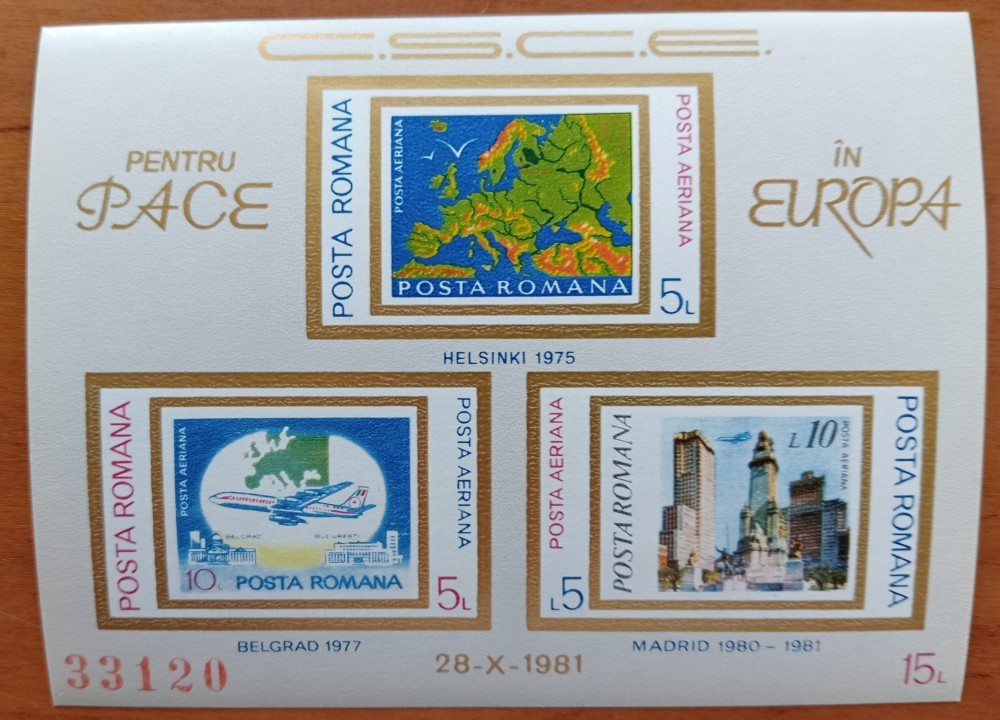 C.S.C.E.
PENTRU
PACE
ÎN
EUROPA
POSTA ROMANA
POSTA AERIANA
POSTA AERIANA
POSTA ROMANA
5L
HELSINKI 1975
POSTA ROMANA
POSTA AERIANA
POSTA AERIANA
BELGRAD
BUCURESTI
10L POSTA ROMANA
5L
BELGRAD 1977
POSTA AERIANA
POSTA ROMANA
L10
POSTA AERIANA
POSTA ROMANA
L5
MADRID 1980 - 1981
33120
28-X-1981
15L